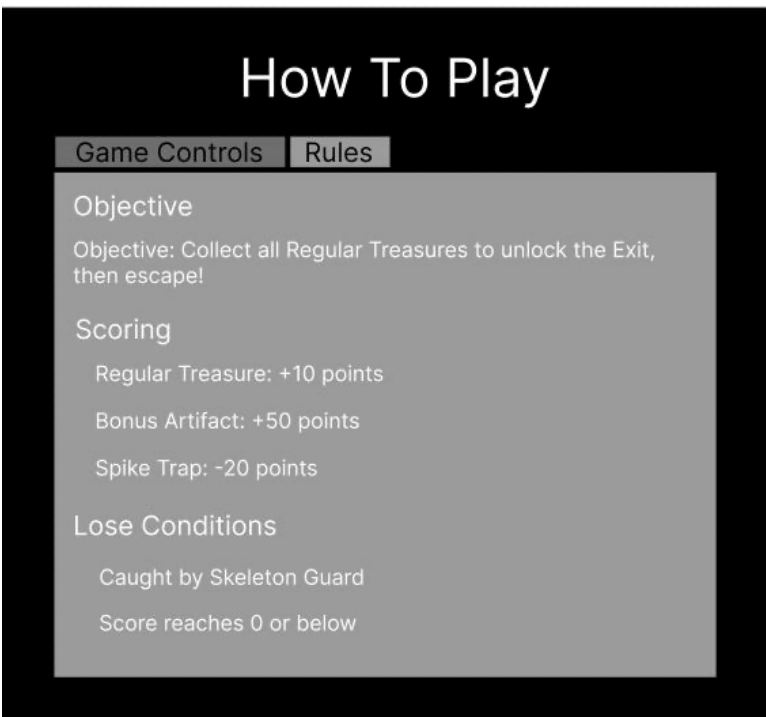 How To Play
Game Controls
Rules
Objective
Objective: Collect all Regular Treasures to unlock the Exit,
then escape!
Scoring
Regular Treasure: +10 points
Bonus Artifact: +50 points
Spike Trap: -20 points
Lose Conditions
Caught by Skeleton Guard
Score reaches 0 or below